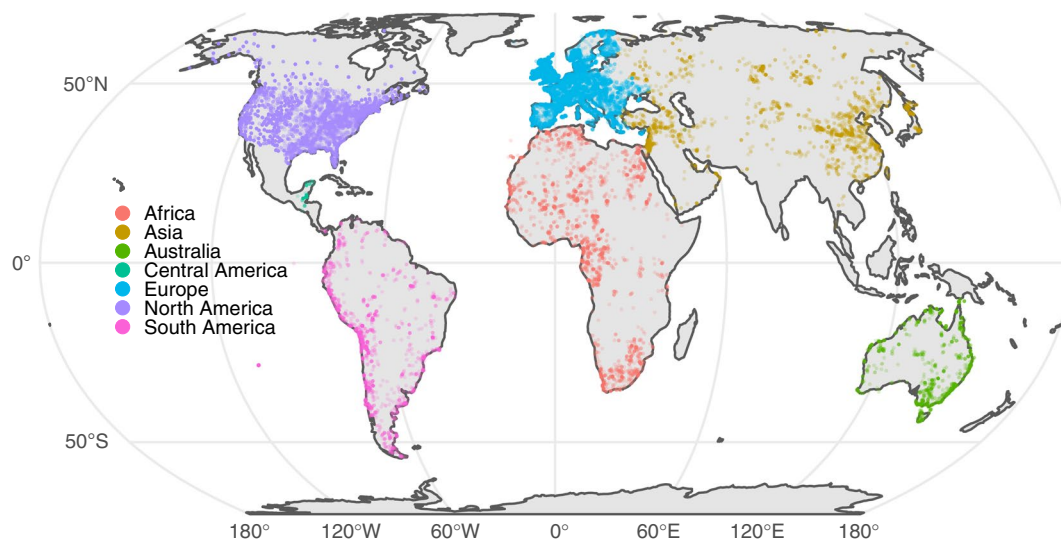 50°N
Africa
Asia
Australia
Central America
Europe
North America
South America
0°
50°S
180° 120°W 60°W 0° 60°E 120°E 180°